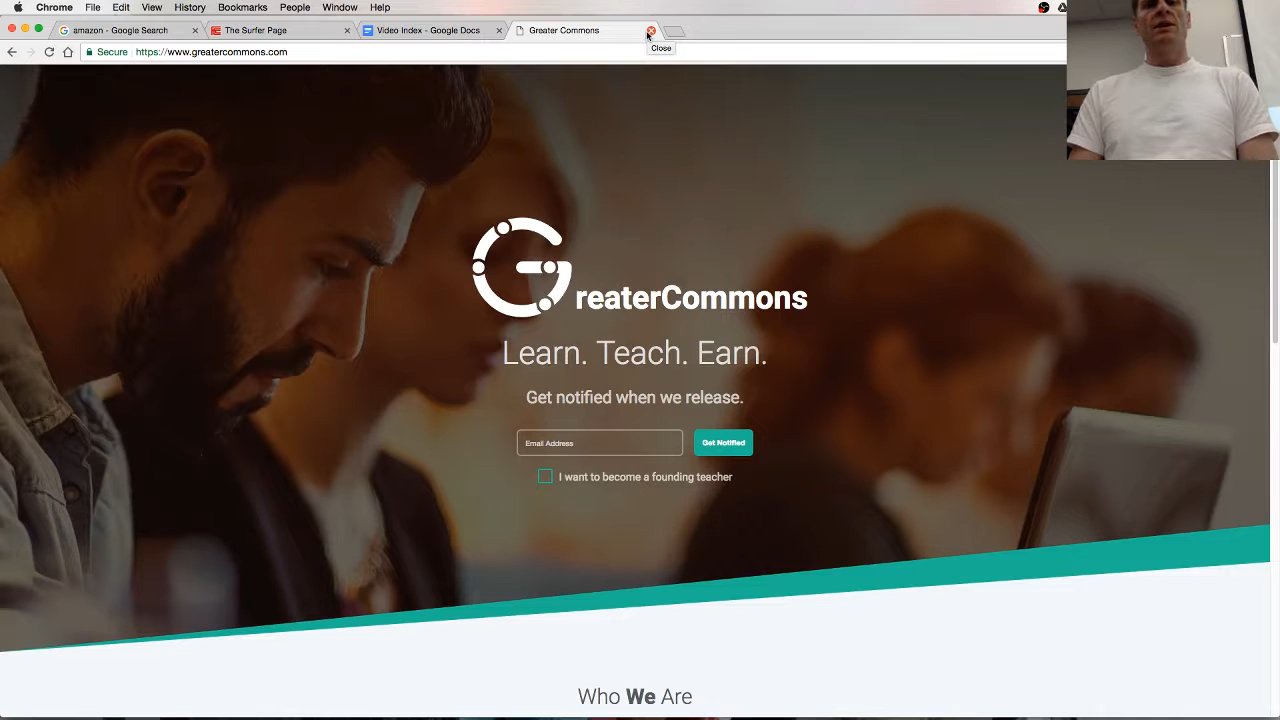 Chrome File Edit View History Bookmarks People Window Help
amazon - Google Search The Surfer Page Video Index - Google Docs Greater Commons
Close
Secure https://www.greatercommons.com
GreaterCommons
Learn. Teach. Earn.
Get notified when we release.
Email Address Get Notified
I want to become a founding teacher
Who We Are